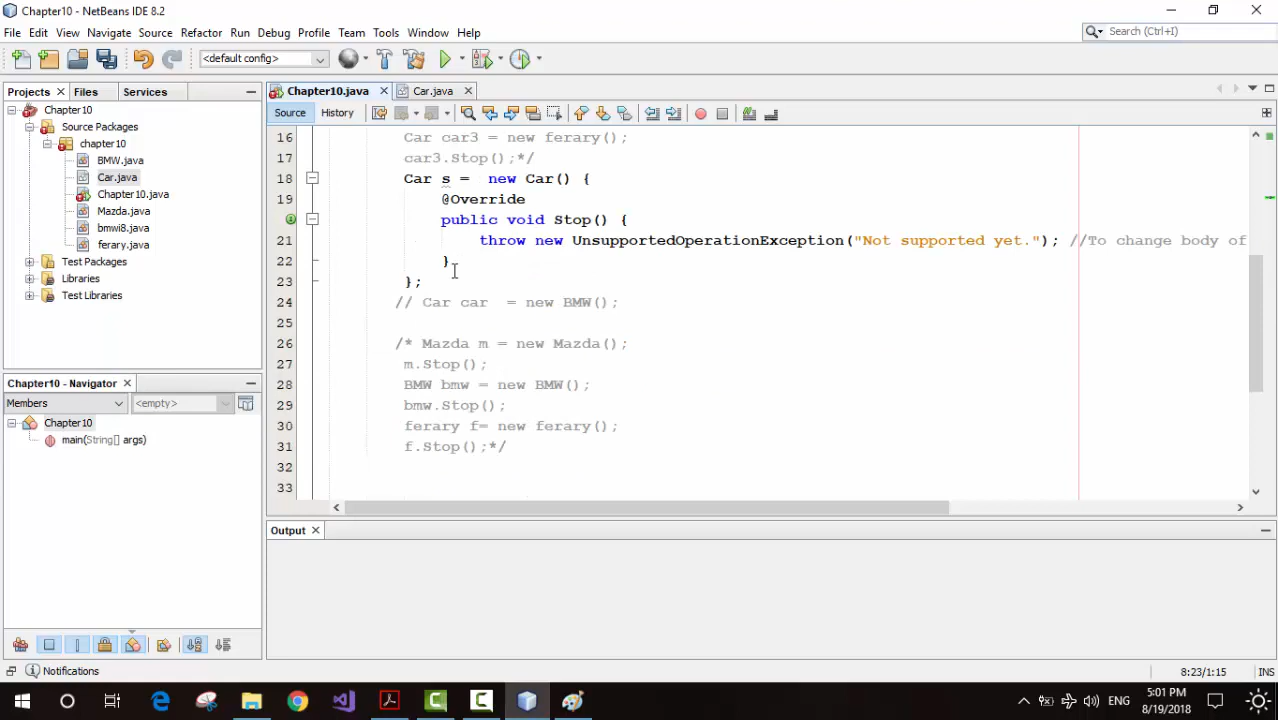 Chapter10 - NetBeans IDE 8.2
File Edit View Navigate Source Refactor Run Debug Profile Team Tools Window Help
Search (Ctrl+I)
<default config>
Projects Files Services
Chapter10.java Car.java
Source History
Chapter10
Source Packages
chapter10
BMW.java
Car.java
Chapter10.java
Mazda.java
bmwi8.java
ferary.java
Test Packages
Libraries
Test Libraries
16 Car car3 = new ferary();
17 car3.Stop();*/
18 Car s =  new Car() {
19 @Override
20 public void Stop() {
21 throw new UnsupportedOperationException("Not supported yet."); //To change body of
22 }
23 };
24 // Car car  = new BMW();
25
26 /* Mazda m = new Mazda();
27 m.Stop();
28 BMW bmw = new BMW();
29 bmw.Stop();
30 ferary f= new ferary();
31 f.Stop();*/
32
33
Chapter10 - Navigator
Members <empty>
Chapter10
main(String[] args)
Output
Notifications
8:23/1:15 INS
ENG
5:01 PM
8/19/2018